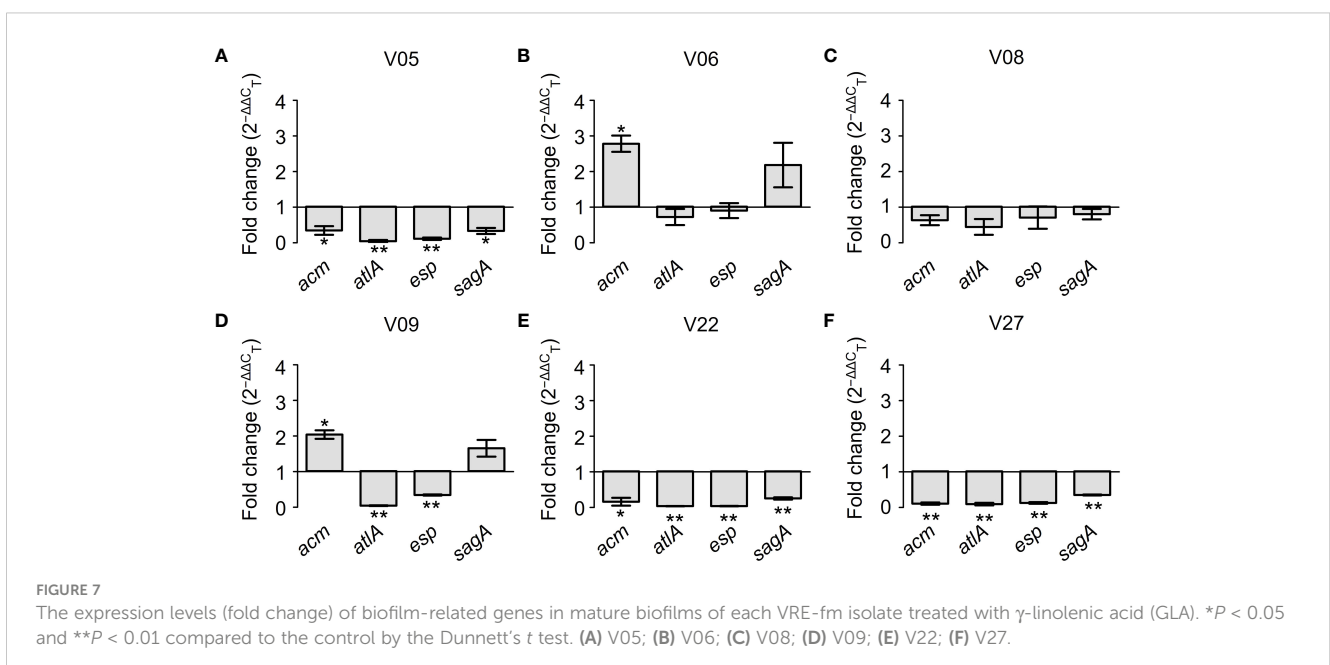 A V05
Fold change (2−ΔΔCT)
4
3
2
1
0
* ** ** *
acm atlA esp sagA
B V06
Fold change (2−ΔΔCT)
4
3
2
1
0
*
acm atlA esp sagA
C V08
Fold change (2−ΔΔCT)
4
3
2
1
0
acm atlA esp sagA
D V09
Fold change (2−ΔΔCT)
4
3
2
1
0
*
** **
acm atlA esp sagA
E V22
Fold change (2−ΔΔCT)
4
3
2
1
0
* ** ** **
acm atlA esp sagA
F V27
Fold change (2−ΔΔCT)
4
3
2
1
0
** ** ** **
acm atlA esp sagA
FIGURE 7
The expression levels (fold change) of biofilm-related genes in mature biofilms of each VRE-fm isolate treated with γ-linolenic acid (GLA). *P < 0.05
and **P < 0.01 compared to the control by the Dunnett's t test. (A) V05; (B) V06; (C) V08; (D) V09; (E) V22; (F) V27.